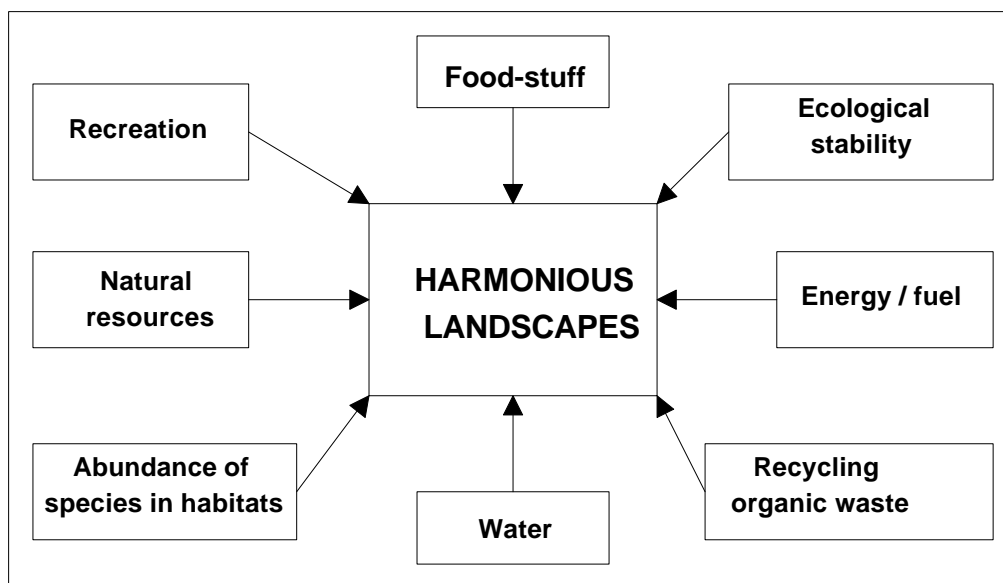 Food-stuff
Recreation
Ecological
stability
Natural
resources
HARMONIOUS
LANDSCAPES
Energy / fuel
Abundance of
species in habitats
Water
Recycling
organic waste